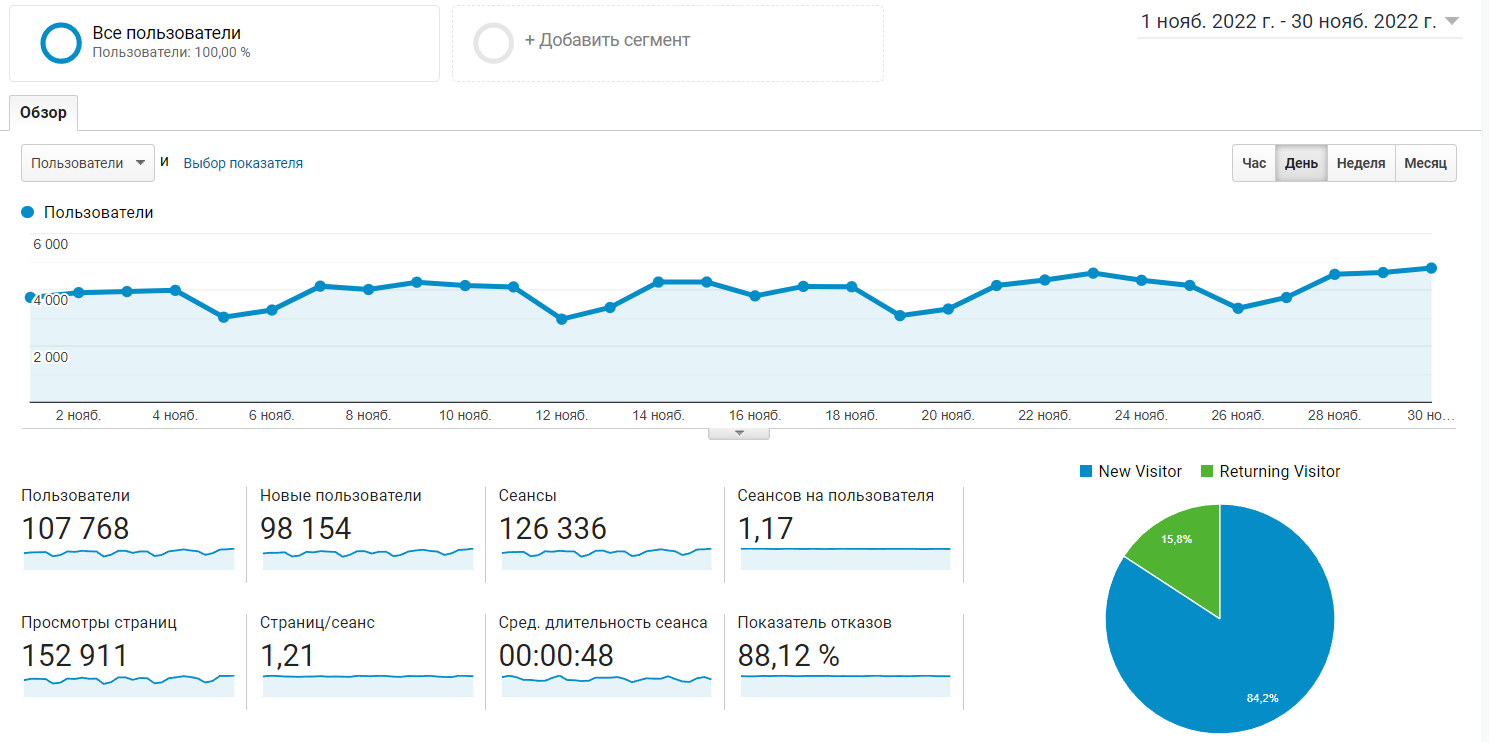 Все пользователи
Пользователи: 100,00 %
+ Добавить сегмент
1 нояб. 2022 г. - 30 нояб. 2022 г.
Обзор
Пользователи и Выбор показателя
Час День Неделя Месяц
Пользователи
6 000
4 000
2 000
2 нояб. 4 нояб. 6 нояб. 8 нояб. 10 нояб. 12 нояб. 14 нояб. 16 нояб. 18 нояб. 20 нояб. 22 нояб. 24 нояб. 26 нояб. 28 нояб. 30 но...
New Visitor Returning Visitor
Пользователи Новые пользователи Сеансы Сеансов на пользователя
107 768 98 154 126 336 1,17
Просмотры страниц Страниц/сеанс Сред. длительность сеанса Показатель отказов
152 911 1,21 00:00:48 88,12 %
15,8%
84,2%